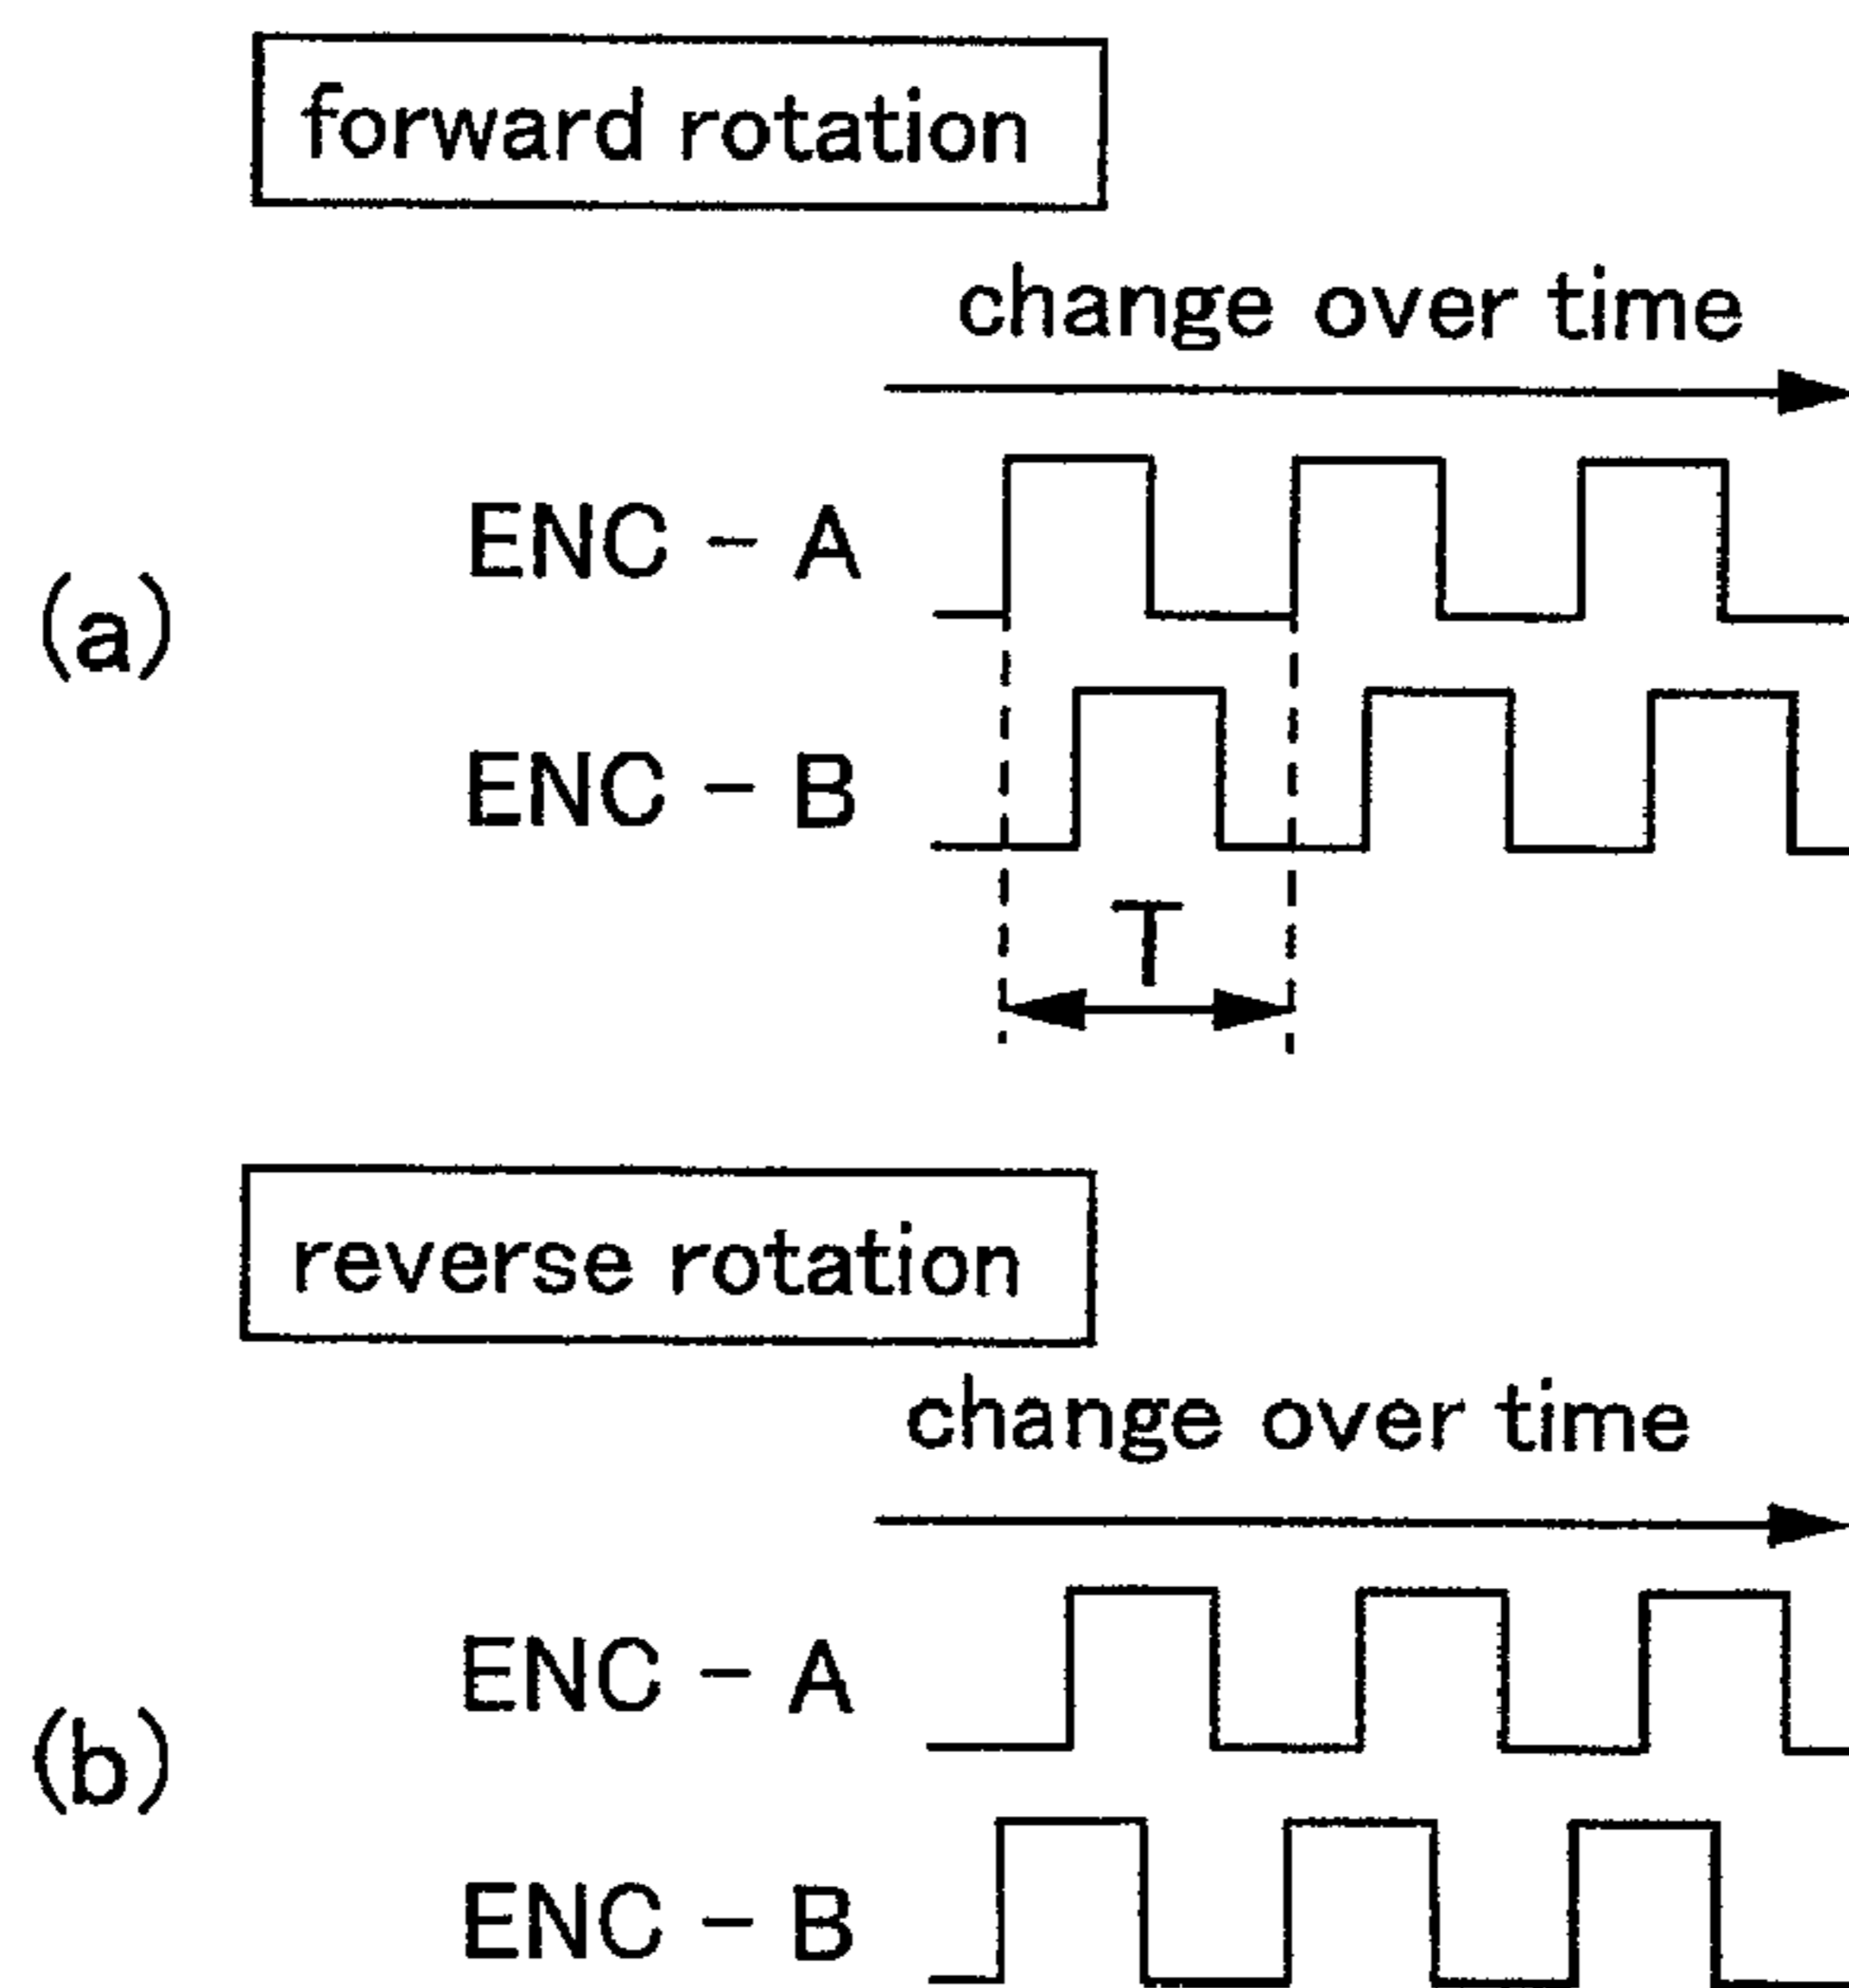 forward rotation
change over time
ENC - A
(a)
ENC - B
T
reverse rotation
change over time
ENC - A
(b)
ENC - B